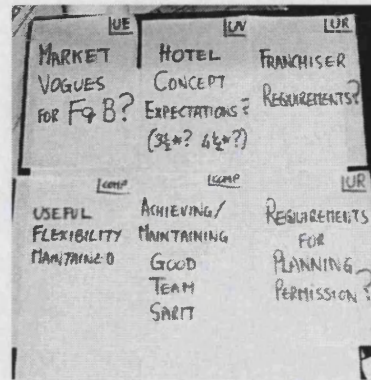 UE
MARKET
VOGUES
FOR F&B?
UV
HOTEL
CONCEPT
EXPECTATIONS?
(3½*? 4½*?)
UR
FRANCHISER
REQUIREMENTS?
COMP
USEFUL
FLEXIBILITY
MAINTAINED
COMP
ACHIEVING/
MAINTAINING
GOOD
TEAM
UR
REQUIREMENTS
FOR
PLANNING
PERMISSION?